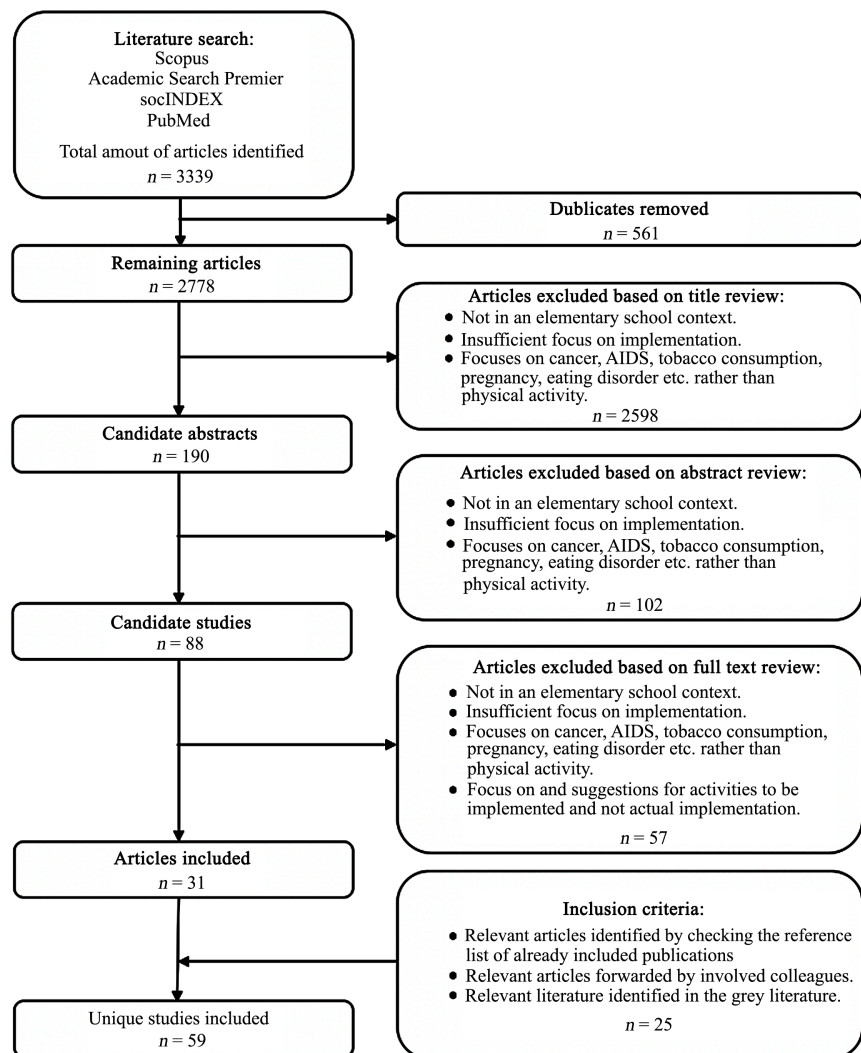 Literature search:
Scopus
Academic Search Premier
socINDEX
PubMed
Total amout of articles identified
n = 3339
Dublicates removed
n = 561
Remaining articles
n = 2778
Articles excluded based on title review:
● Not in an elementary school context.
● Insufficient focus on implementation.
● Focuses on cancer, AIDS, tobacco consumption,
pregnancy, eating disorder etc. rather than
physical activity.
n = 2598
Candidate abstracts
n = 190
Articles excluded based on abstract review:
● Not in an elementary school context.
● Insufficient focus on implementation.
● Focuses on cancer, AIDS, tobacco consumption,
pregnancy, eating disorder etc. rather than
physical activity.
n = 102
Candidate studies
n = 88
Articles excluded based on full text review:
● Not in an elementary school context.
● Insufficient focus on implementation.
● Focuses on cancer, AIDS, tobacco consumption,
pregnancy, eating disorder etc. rather than
physical activity.
● Focus on and suggestions for activities to be
implemented and not actual implementation.
n = 57
Articles included
n = 31
Inclusion criteria:
● Relevant articles identified by checking the reference
list of already included publications
● Relevant articles forwarded by involved colleagues.
● Relevant literature identified in the grey literature.
n = 25
Unique studies included
n = 59